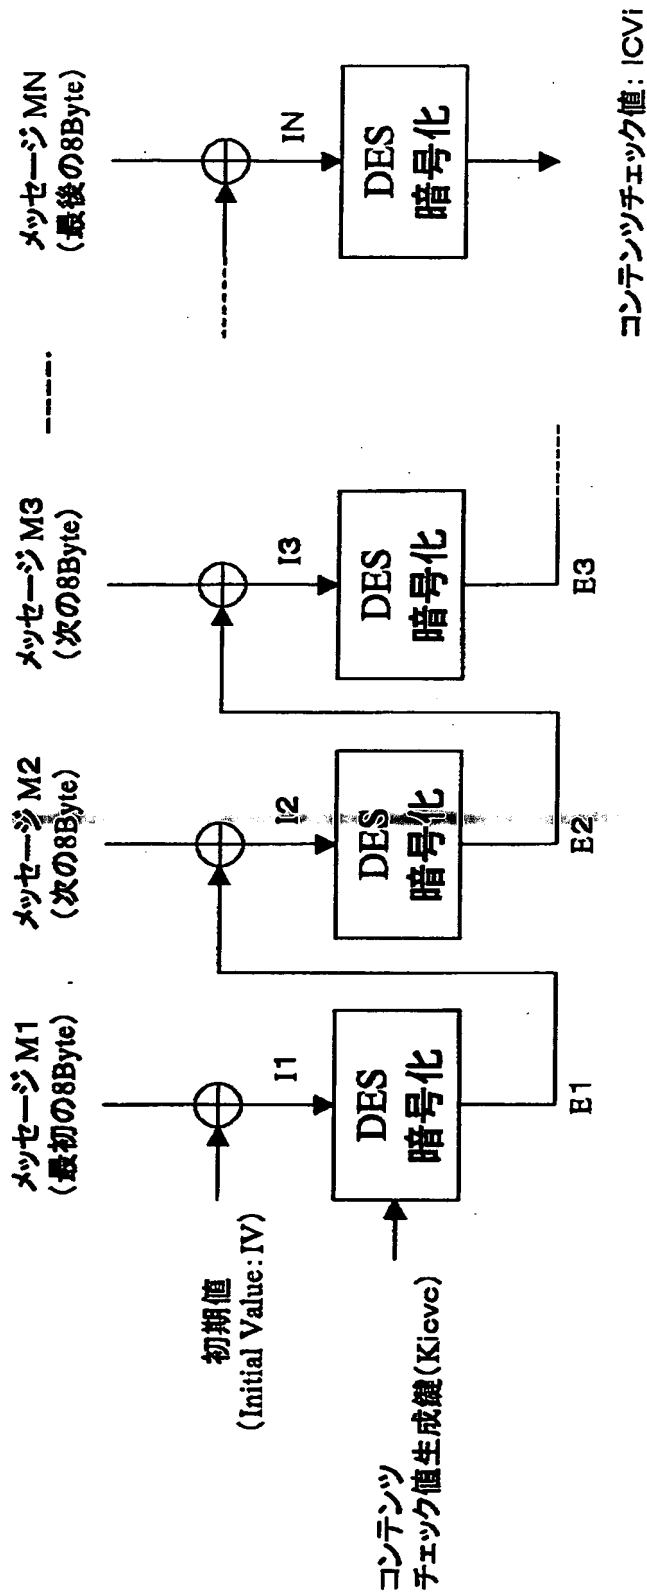 メッセージ M1
(最初の8Byte)
メッセージ M2
(次の8Byte)
メッセージ M3
(次の8Byte)
メッセージ MN
(最後の8Byte)
初期値
(Initial Value:IV)
I1
I2
I3
IN
DES
暗号化
DES
暗号化
DES
暗号化
DES
暗号化
コンテンツ
チェック値生成鍵(Kicvc)
E1
E2
E3
コンテンツチェック値: ICVi